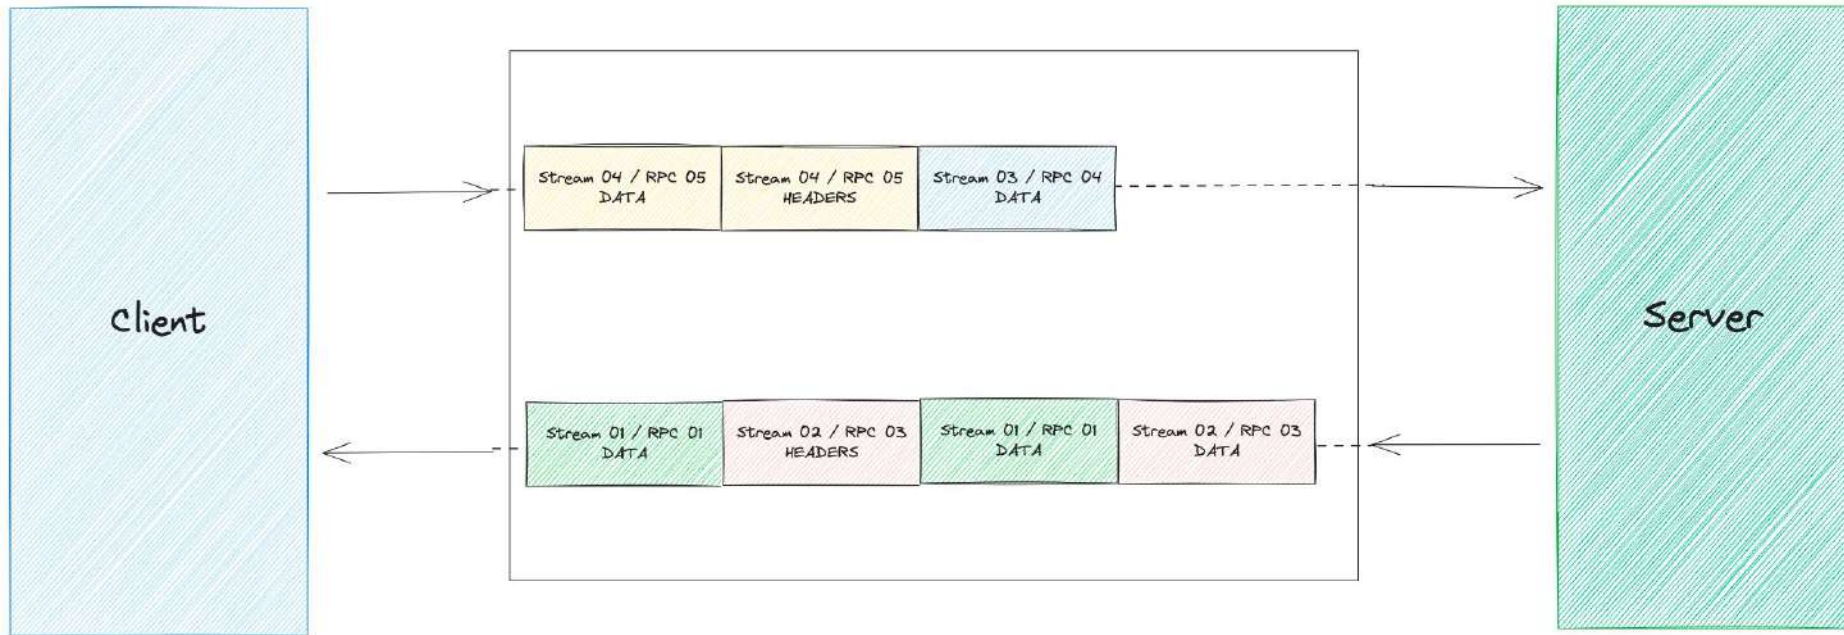 Client
Stream 04 / RPC 05
DATA
Stream 04 / RPC 05
HEADERS
Stream 03 / RPC 04
DATA
Stream 01 / RPC 01
DATA
Stream 02 / RPC 03
HEADERS
Stream 01 / RPC 01
DATA
Stream 02 / RPC 03
DATA
Server